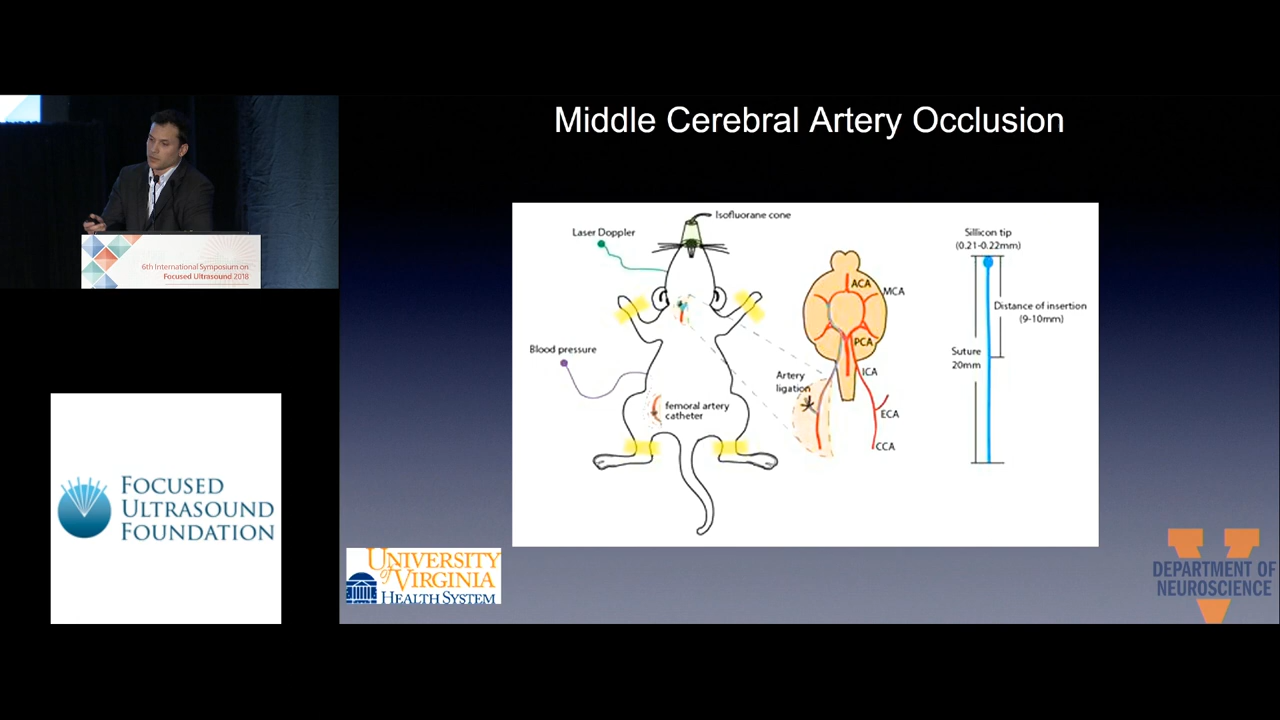 Middle Cerebral Artery Occlusion
6th International Symposium on
Focused Ultrasound 2018
FOCUSED
ULTRASOUND
FOUNDATION
Isofluorane cone
Laser Doppler
Blood pressure
femoral artery
catheter
ACA
MCA
PCA
ICA
Artery
ligation
ECA
CCA
Sillicon tip
(0.21-0.22mm)
Distance of insertion
(9-10mm)
Suture
20mm
UNIVERSITY
of VIRGINIA
HEALTH SYSTEM
DEPARTMENT OF
NEUROSCIENCE